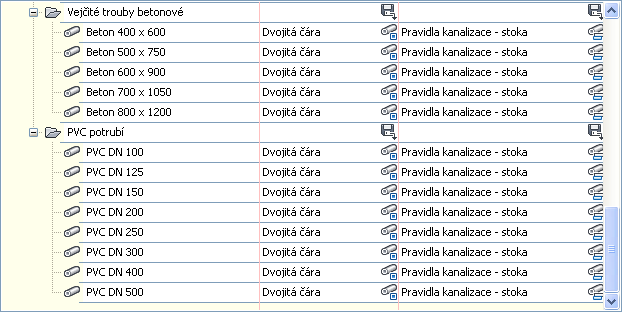 Vejčité trouby betonové
Beton 400 x 600 Dvojitá čára Pravidla kanalizace - stoka
Beton 500 x 750 Dvojitá čára Pravidla kanalizace - stoka
Beton 600 x 900 Dvojitá čára Pravidla kanalizace - stoka
Beton 700 x 1050 Dvojitá čára Pravidla kanalizace - stoka
Beton 800 x 1200 Dvojitá čára Pravidla kanalizace - stoka
PVC potrubí
PVC DN 100 Dvojitá čára Pravidla kanalizace - stoka
PVC DN 125 Dvojitá čára Pravidla kanalizace - stoka
PVC DN 150 Dvojitá čára Pravidla kanalizace - stoka
PVC DN 200 Dvojitá čára Pravidla kanalizace - stoka
PVC DN 250 Dvojitá čára Pravidla kanalizace - stoka
PVC DN 300 Dvojitá čára Pravidla kanalizace - stoka
PVC DN 400 Dvojitá čára Pravidla kanalizace - stoka
PVC DN 500 Dvojitá čára Pravidla kanalizace - stoka